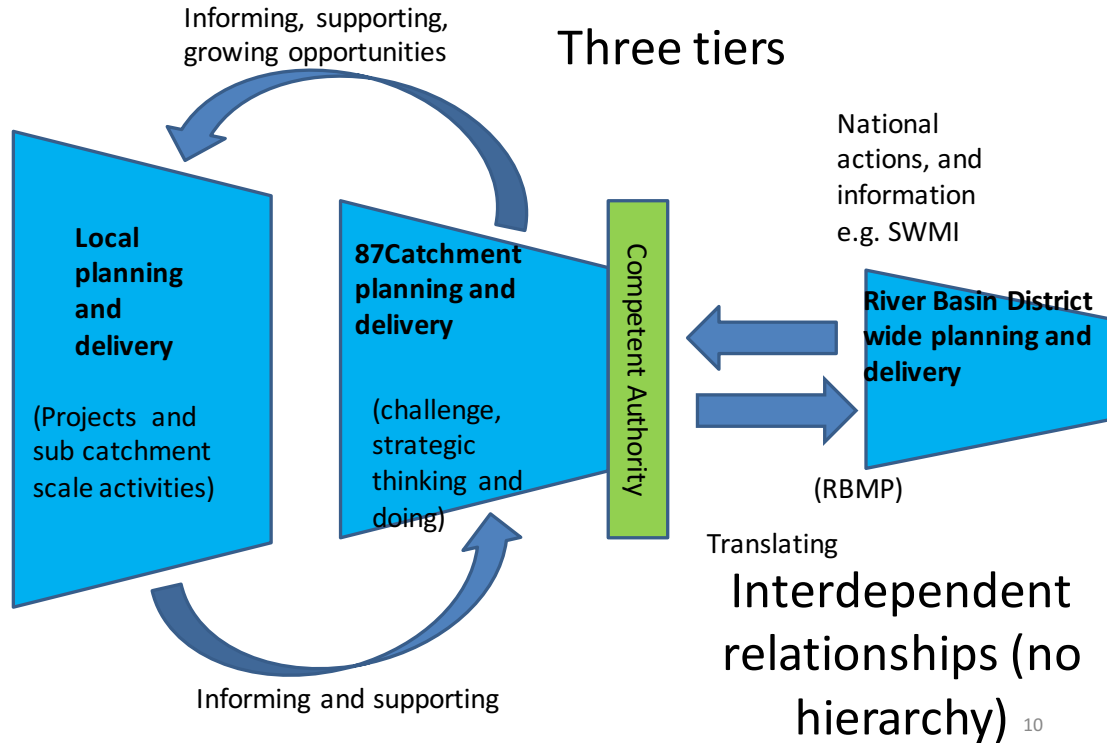 Informing, supporting,
growing opportunities
Three tiers
National
actions, and
information
e.g. SWMI
Local
planning
and
delivery
(Projects and
sub catchment
scale activities)
87Catchment
planning and
delivery
(challenge,
strategic
thinking and
doing)
Competent Authority
River Basin District
wide planning and
delivery
(RBMP)
Translating
Interdependent
relationships (no
hierarchy)
Informing and supporting
10